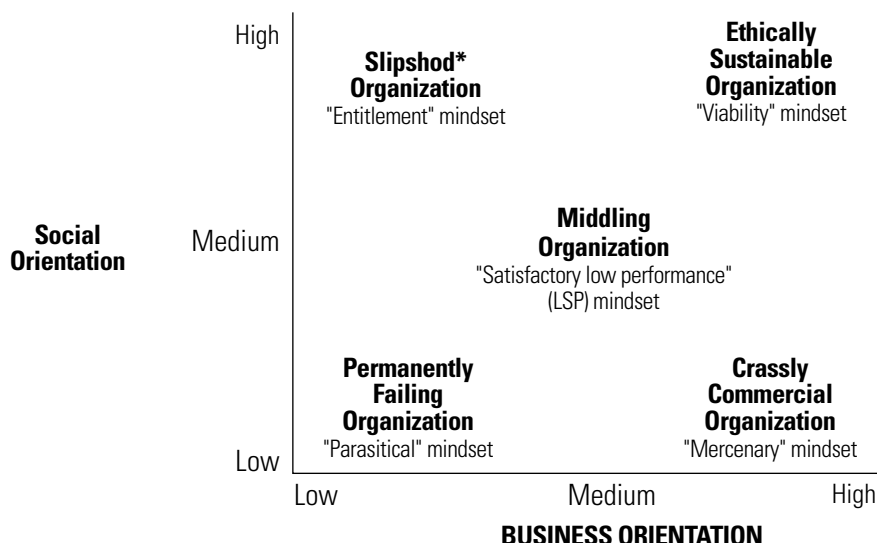 High
Slipshod*
Organization
"Entitlement" mindset
Ethically
Sustainable
Organization
"Viability" mindset
Social
Orientation
Medium
Middling
Organization
"Satisfactory low performance"
(LSP) mindset
Permanently
Failing
Organization
"Parasitical" mindset
Crassly
Commercial
Organization
"Mercenary" mindset
Low
Low
Medium
High
BUSINESS ORIENTATION